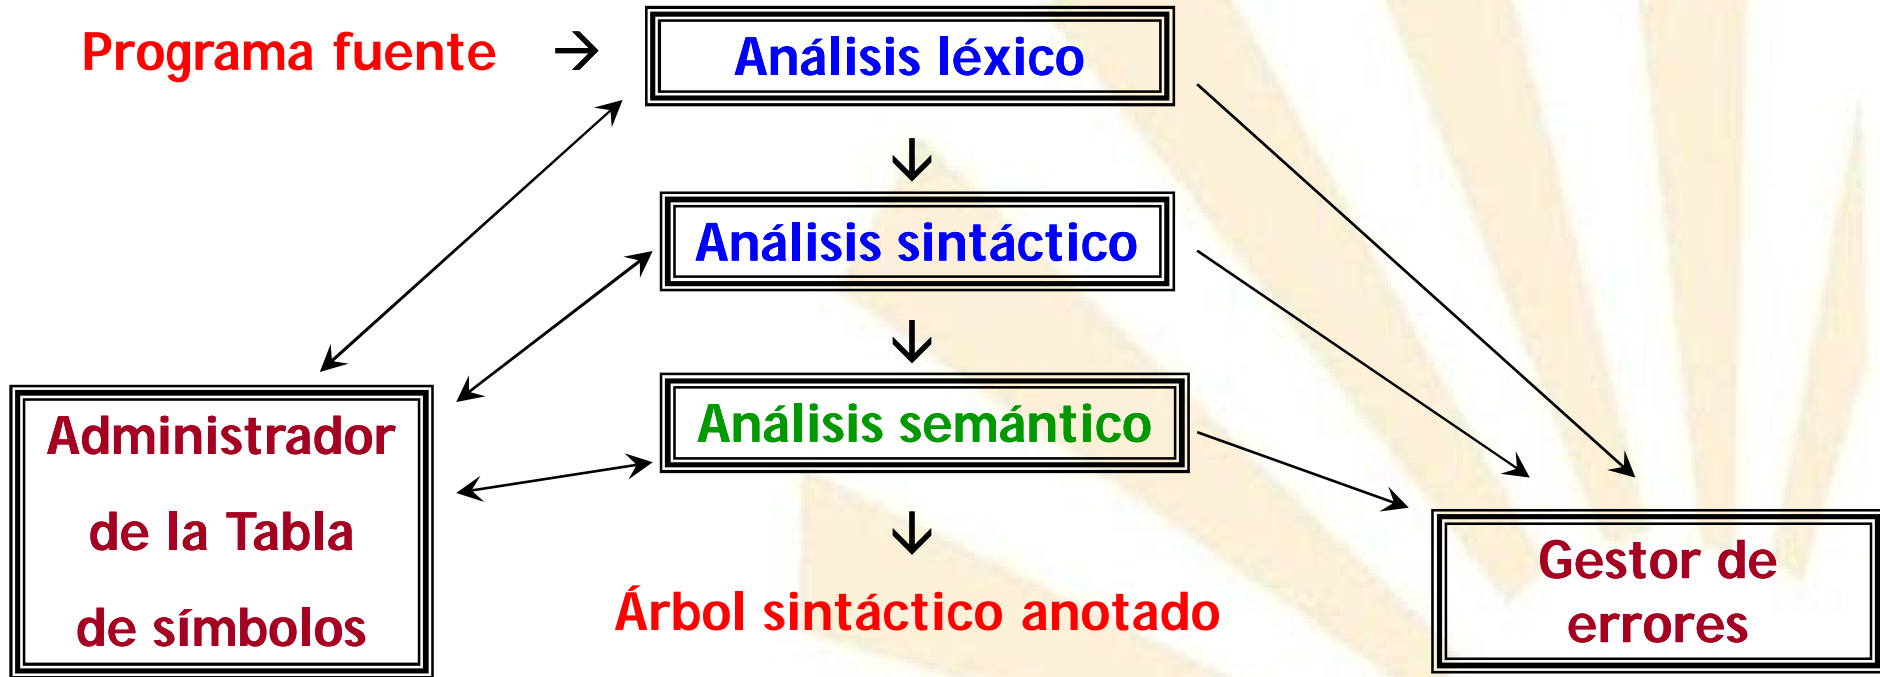 Programa fuente → Análisis léxico
Análisis sintáctico
Análisis semántico
Administrador
de la Tabla
de símbolos
Árbol sintáctico anotado
Gestor de
errores